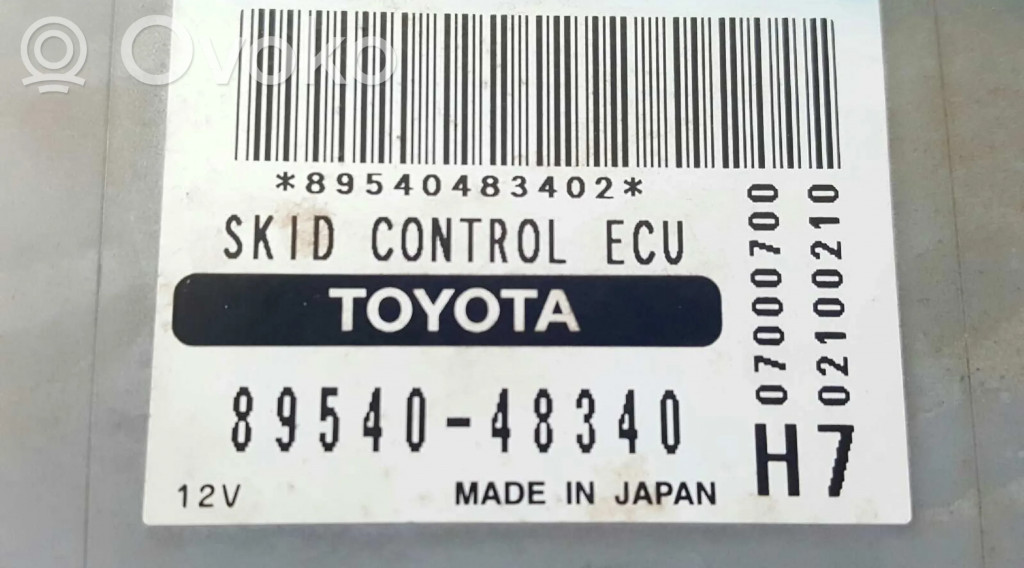 Ovoko
*89540483402*
SKID CONTROL ECU
TOYOTA
89540-48340
12V
MADE IN JAPAN
07000700
02100210
H7